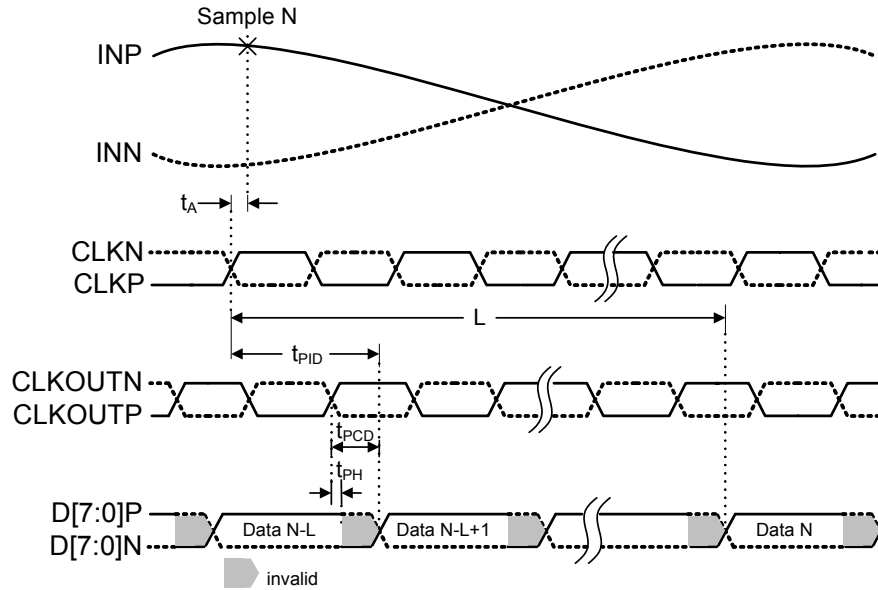 Sample N
INP
INN
tA
CLKN
CLKP
L
tPID
CLKOUTN
CLKOUTP
tPCD
tPH
D[7:0]P
D[7:0]N
Data N-L
Data N-L+1
Data N
invalid